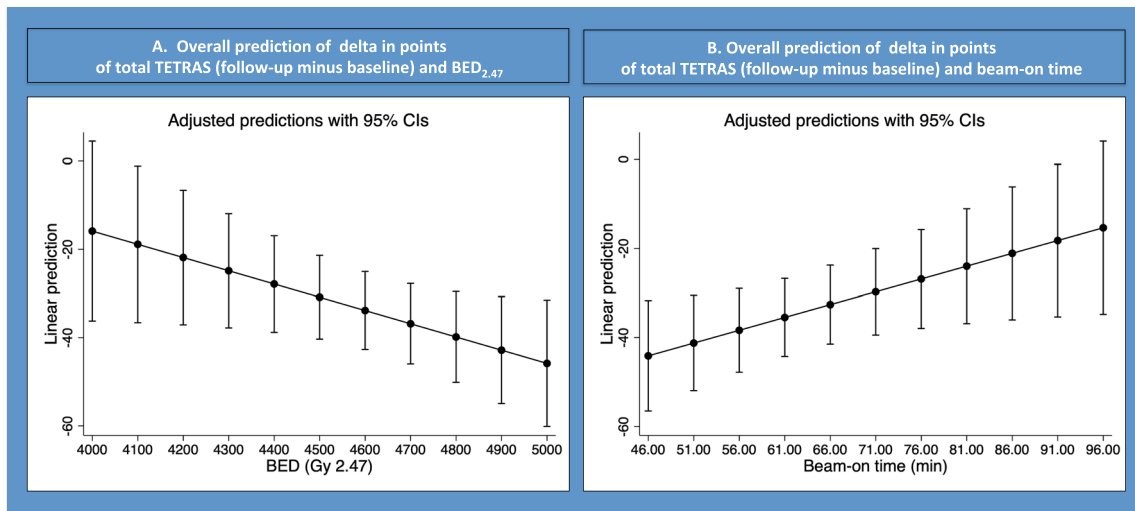 A. Overall prediction of delta in points
of total TETRAS (follow-up minus baseline) and BED2.47
Adjusted predictions with 95% CIs
Linear prediction
0
-20
-40
-60
4000 4100 4200 4300 4400 4500 4600 4700 4800 4900 5000
BED (Gy 2.47)
B. Overall prediction of delta in points
of total TETRAS (follow-up minus baseline) and beam-on time
Adjusted predictions with 95% CIs
Linear prediction
0
-20
-40
-60
46.00 51.00 56.00 61.00 66.00 71.00 76.00 81.00 86.00 91.00 96.00
Beam-on time (min)